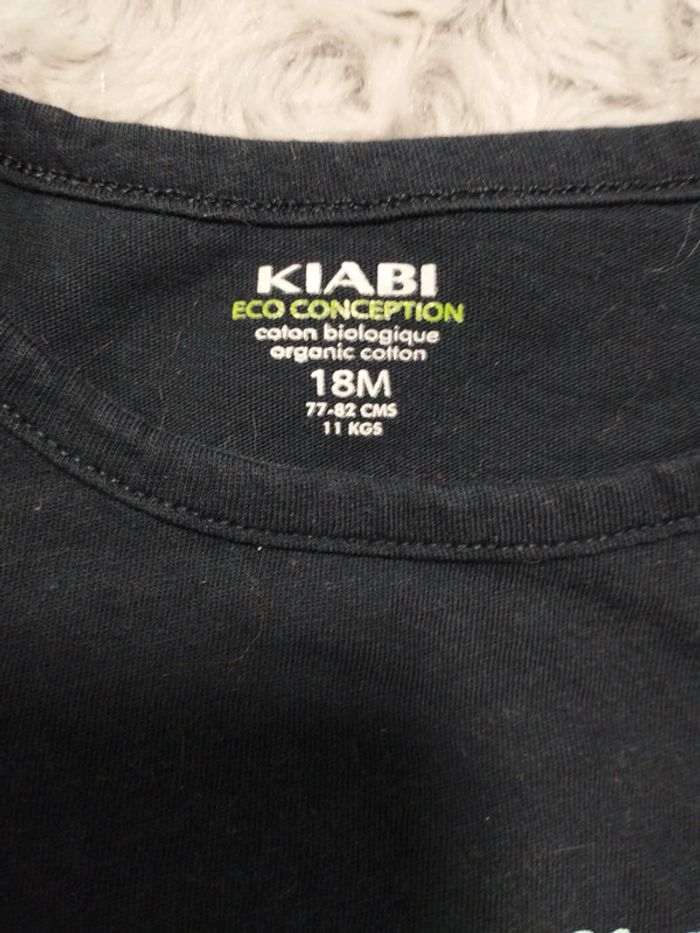 KIABI
ECO CONCEPTION
coton biologique
organic cotton
18M
77-82 CMS
11 KGS